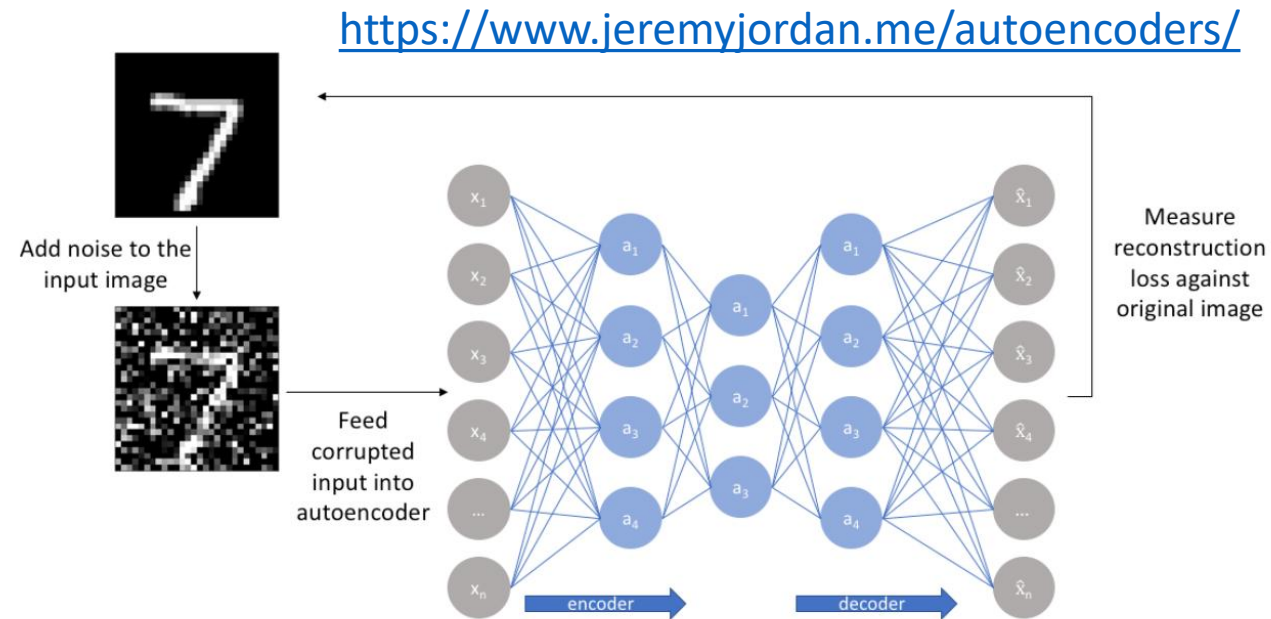 https://www.jeremyjordan.me/autoencoders/
Add noise to the
input image
Feed
corrupted
input into
autoencoder
x₁
x₂
x₃
x₄
...
xₙ
a₁
a₂
a₃
a₄
a₁
a₂
a₃
a₁
a₂
a₃
a₄
x̂₁
x̂₂
x̂₃
x̂₄
...
x̂ₙ
encoder
decoder
Measure
reconstruction
loss against
original image
7
7